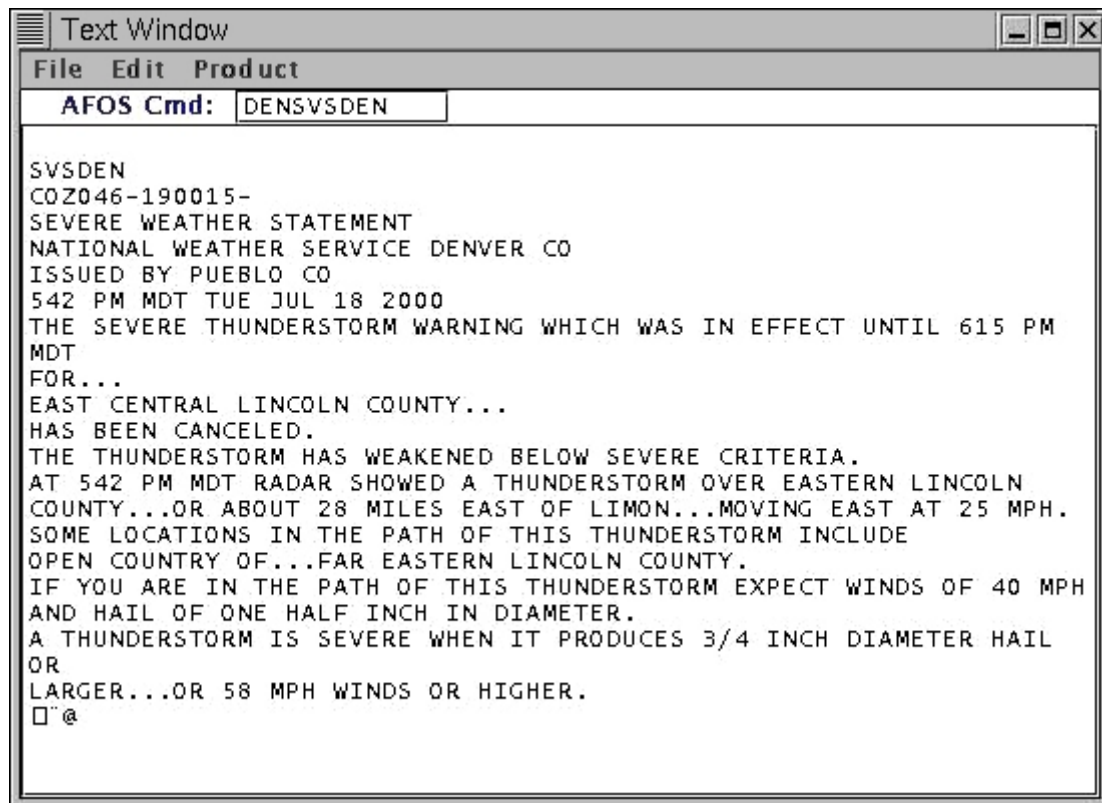 Text Window
File Edit Product
AFOS Cmd: DENSVSDEN
SVSDEN
COZ046-190015-
SEVERE WEATHER STATEMENT
NATIONAL WEATHER SERVICE DENVER CO
ISSUED BY PUEBLO CO
542 PM MDT TUE JUL 18 2000
THE SEVERE THUNDERSTORM WARNING WHICH WAS IN EFFECT UNTIL 615 PM
MDT
FOR...
EAST CENTRAL LINCOLN COUNTY...
HAS BEEN CANCELED.
THE THUNDERSTORM HAS WEAKENED BELOW SEVERE CRITERIA.
AT 542 PM MDT RADAR SHOWED A THUNDERSTORM OVER EASTERN LINCOLN
COUNTY...OR ABOUT 28 MILES EAST OF LIMON...MOVING EAST AT 25 MPH.
SOME LOCATIONS IN THE PATH OF THIS THUNDERSTORM INCLUDE
OPEN COUNTRY OF...FAR EASTERN LINCOLN COUNTY.
IF YOU ARE IN THE PATH OF THIS THUNDERSTORM EXPECT WINDS OF 40 MPH
AND HAIL OF ONE HALF INCH IN DIAMETER.
A THUNDERSTORM IS SEVERE WHEN IT PRODUCES 3/4 INCH DIAMETER HAIL
OR
LARGER...OR 58 MPH WINDS OR HIGHER.
□¨@